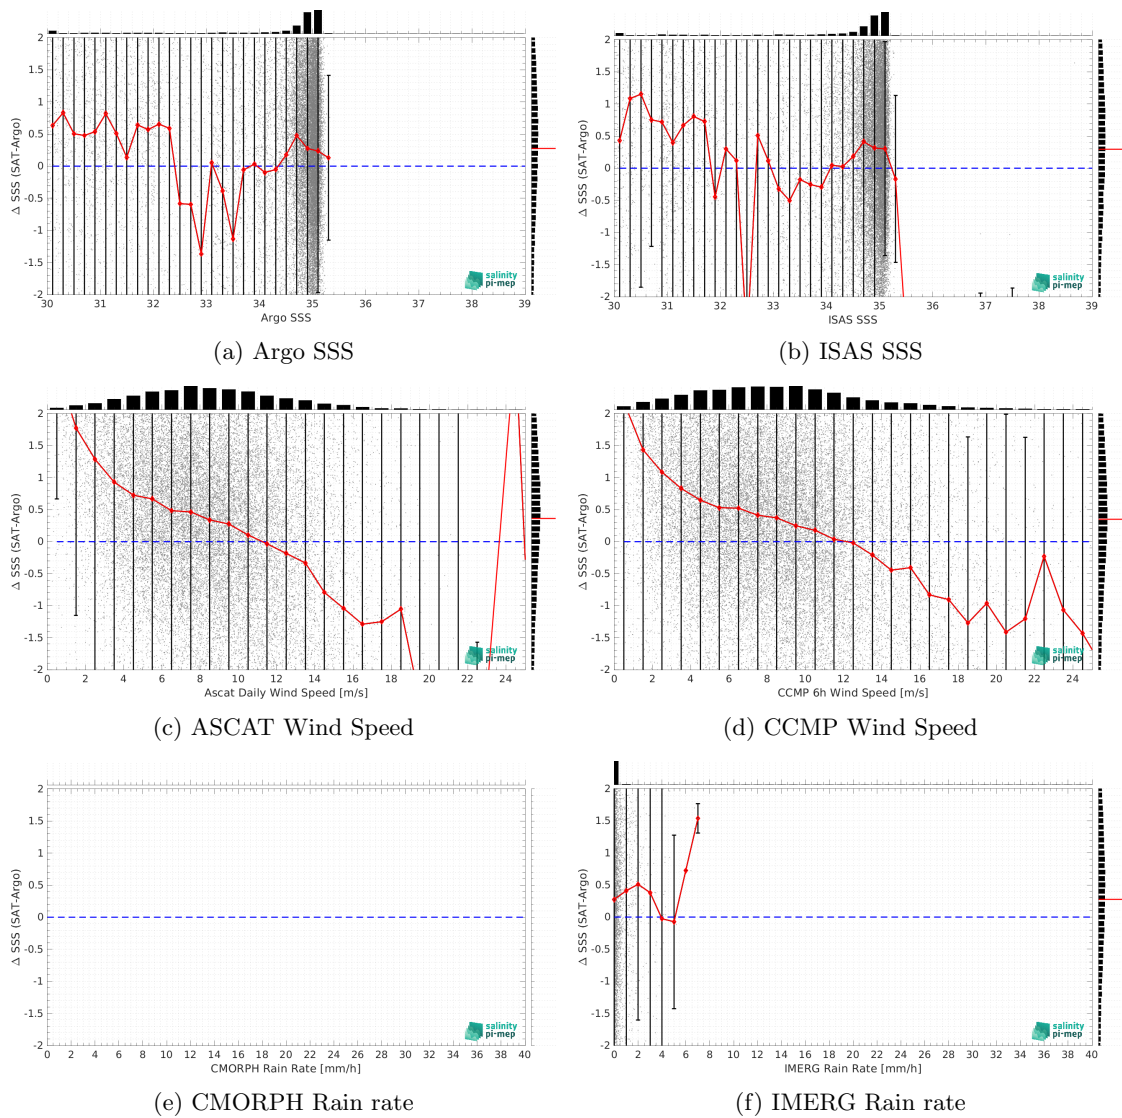 2
1.5
1
0.5
0
-0.5
-1
-1.5
-2
Δ SSS (SAT-Argo)
30 31 32 33 34 35 36 37 38 39
Argo SSS
salinity
pi-mep
(a) Argo SSS
2
1.5
1
0.5
0
-0.5
-1
-1.5
-2
Δ SSS (SAT-Argo)
30 31 32 33 34 35 36 37 38 39
ISAS SSS
salinity
pi-mep
(b) ISAS SSS
2
1.5
1
0.5
0
-0.5
-1
-1.5
-2
Δ SSS (SAT-Argo)
0 2 4 6 8 10 12 14 16 18 20 22 24
Ascat Daily Wind Speed [m/s]
salinity
pi-mep
(c) ASCAT Wind Speed
2
1.5
1
0.5
0
-0.5
-1
-1.5
-2
Δ SSS (SAT-Argo)
0 2 4 6 8 10 12 14 16 18 20 22 24
CCMP 6h Wind Speed [m/s]
salinity
pi-mep
(d) CCMP Wind Speed
2
1.5
1
0.5
0
-0.5
-1
-1.5
-2
Δ SSS (SAT-Argo)
0 2 4 6 8 10 12 14 16 18 20 22 24 26 28 30 32 34 36 38 40
CMORPH Rain Rate [mm/h]
salinity
pi-mep
(e) CMORPH Rain rate
2
1.5
1
0.5
0
-0.5
-1
-1.5
-2
Δ SSS (SAT-Argo)
0 2 4 6 8 10 12 14 16 18 20 22 24 26 28 30 32 34 36 38 40
IMERG Rain Rate [mm/h]
salinity
pi-mep
(f) IMERG Rain rate